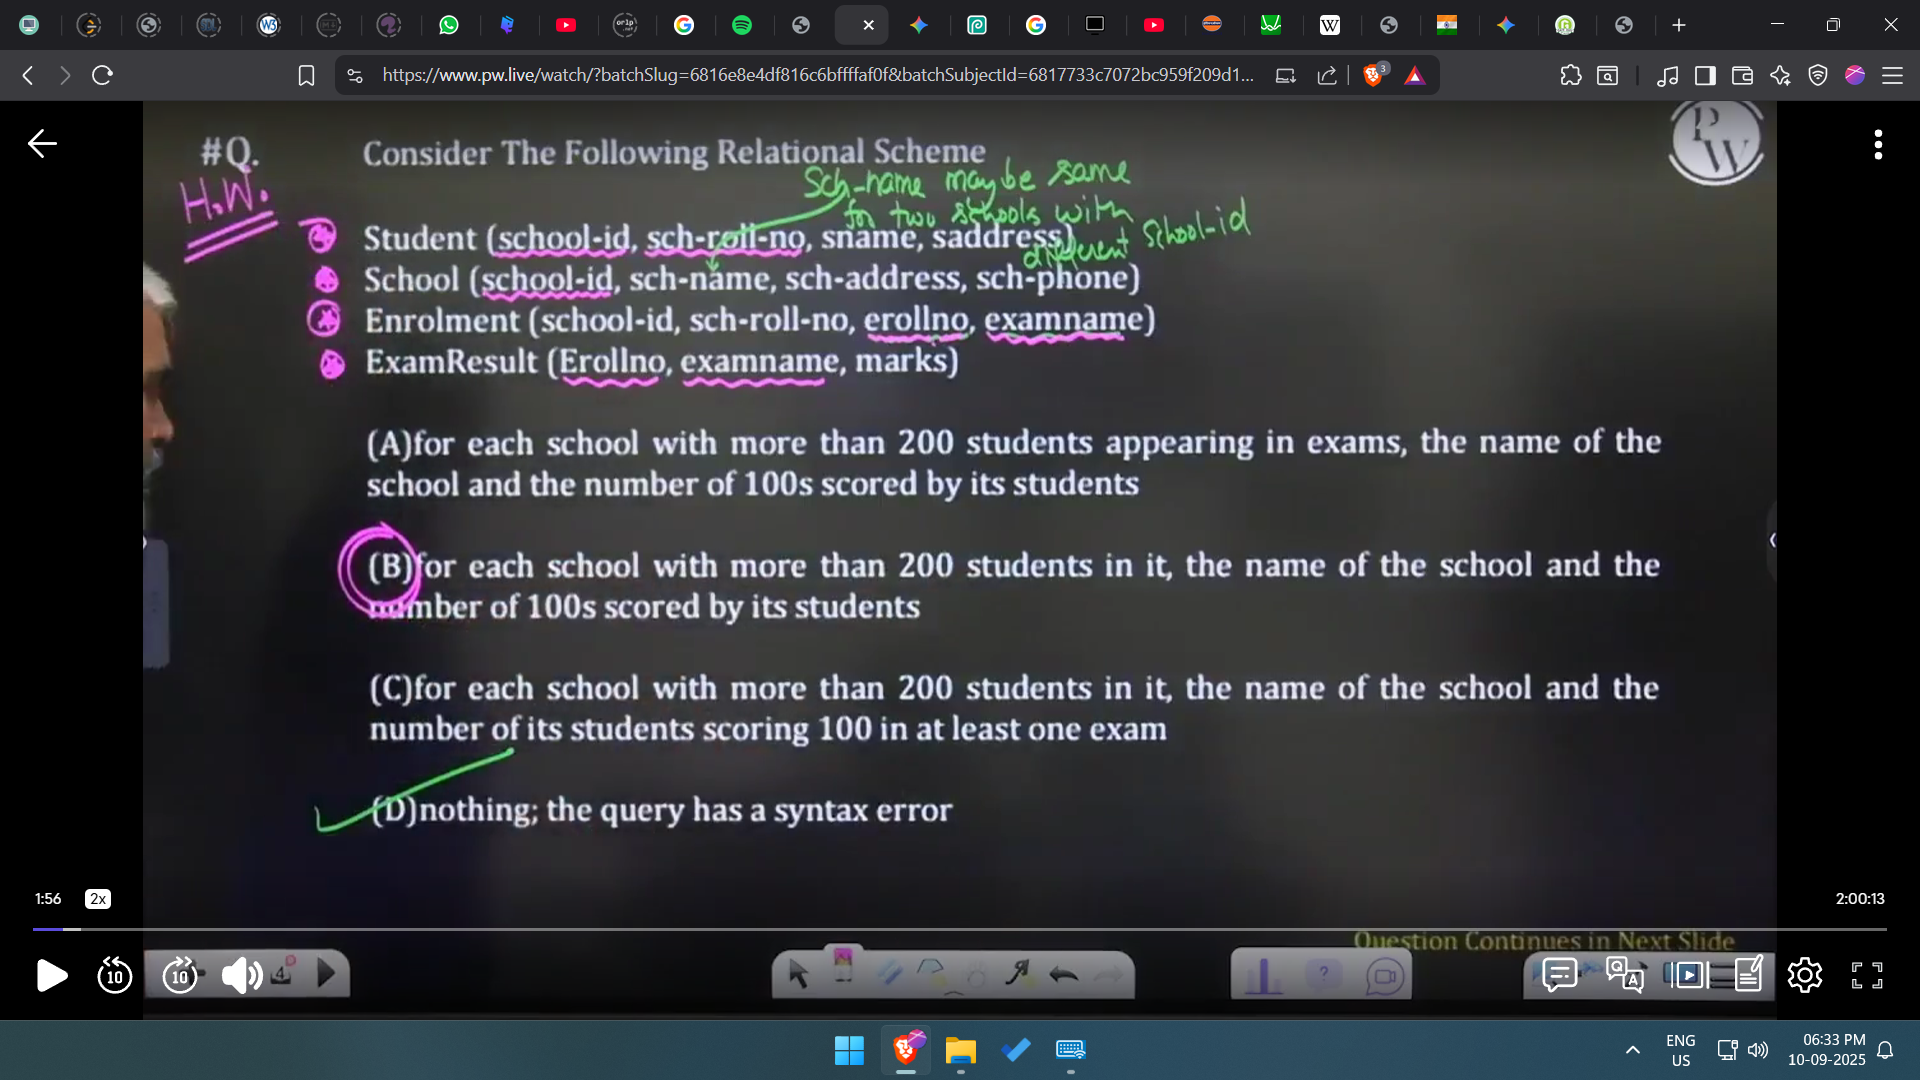 https://www.pw.live/watch/?batchSlug=6816e8e4df816c6bffffaf0f&batchSubjectId=6817733c7072bc959f209d1...
3
#Q. Consider The Following Relational Scheme
H.W.
Sch-name maybe same
for two schools with
different School-id
Student (school-id, sch-roll-no, sname, saddress)
School (school-id, sch-name, sch-address, sch-phone)
Enrolment (school-id, sch-roll-no, erollno, examname)
ExamResult (Erollno, examname, marks)
(A)for each school with more than 200 students appearing in exams, the name of the
school and the number of 100s scored by its students
(B)for each school with more than 200 students in it, the name of the school and the
number of 100s scored by its students
(C)for each school with more than 200 students in it, the name of the school and the
number of its students scoring 100 in at least one exam
(D)nothing; the query has a syntax error
PW
1:56 2x 2:00:13
Question Continues in Next Slide
10 10 4
ENG
US
06:33 PM
10-09-2025